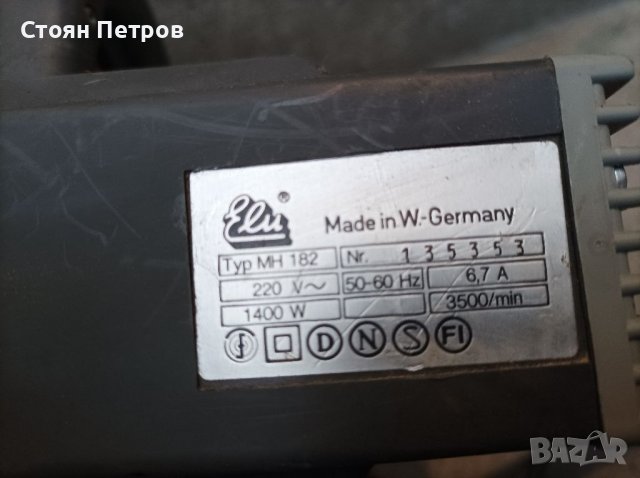 Стоян Петров
Elu ® Made in W.-Germany
Typ MH 182 Nr. 135353
220 V~ 50-60 Hz 6,7 A
1400 W 3500/min
D N S FI
BAZAR